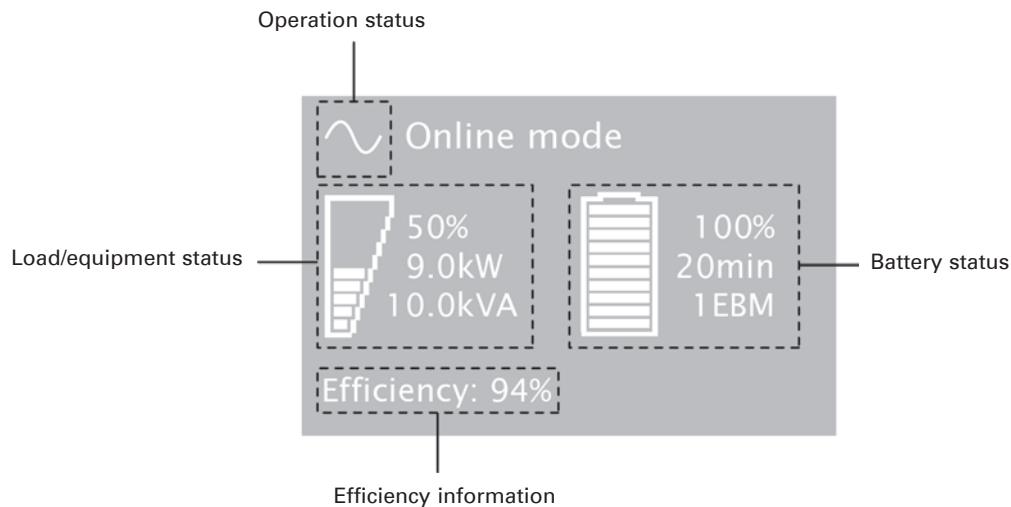 Operation status
Online mode
Load/equipment status
50%
9.0kW
10.0kVA
100%
20min
1EBM
Battery status
Efficiency: 94%
Efficiency information